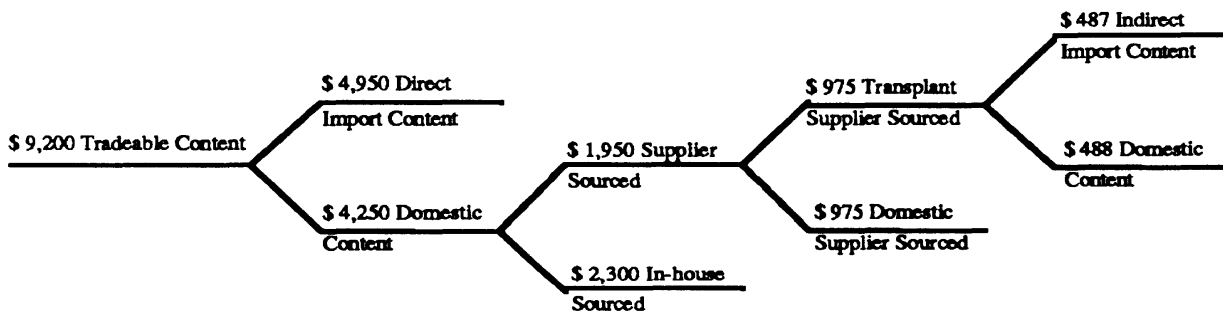 $ 487 Indirect
Import Content
$ 4,950 Direct
Import Content
$ 975 Transplant
Supplier Sourced
$ 9,200 Tradeable Content
$ 1,950 Supplier
Sourced
$ 488 Domestic
Content
$ 4,250 Domestic
Content
$ 975 Domestic
Supplier Sourced
$ 2,300 In-house
Sourced